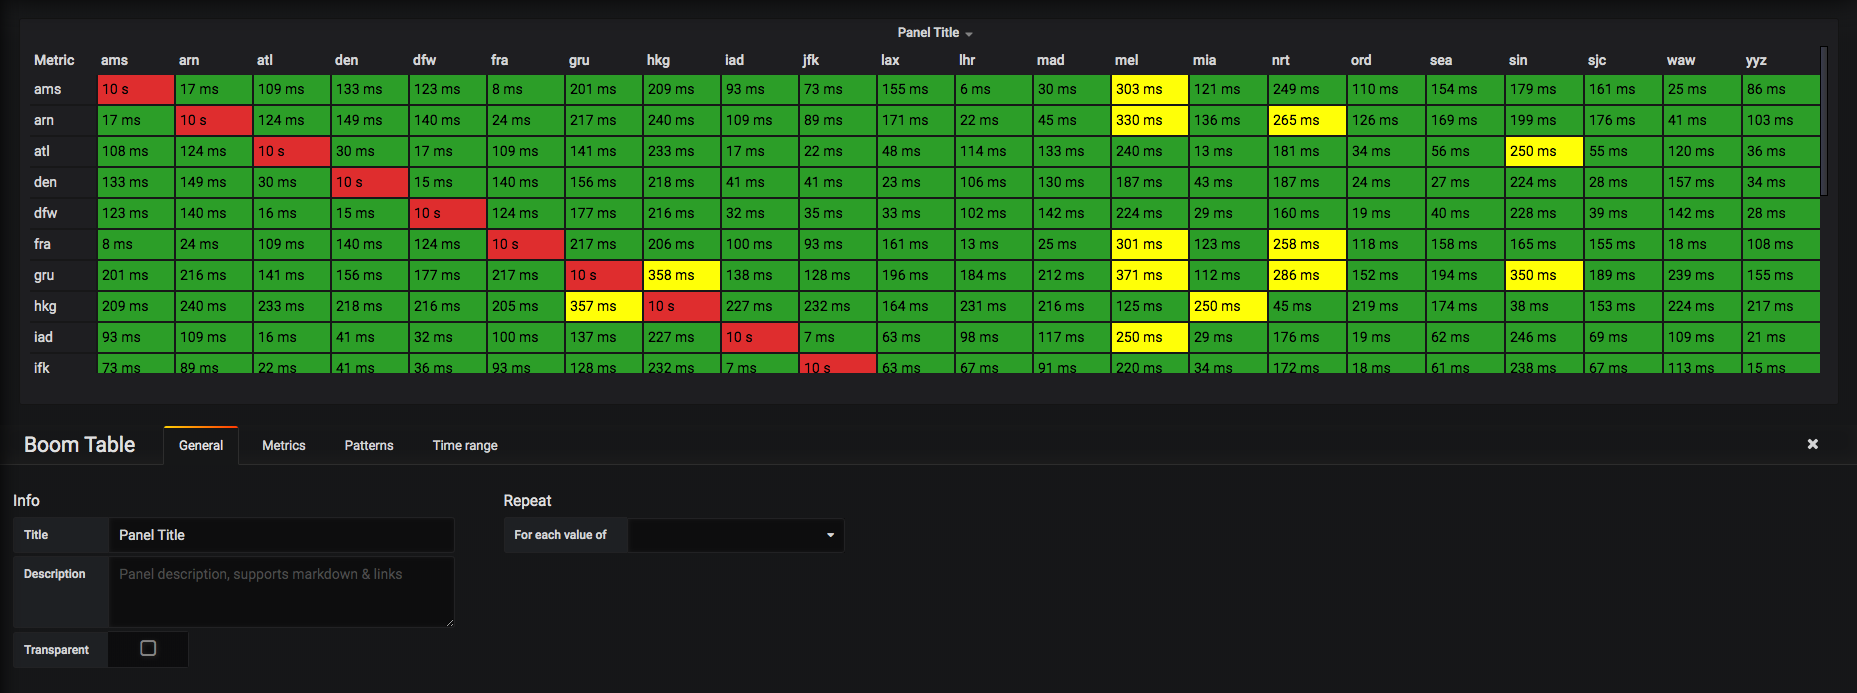 Panel Title
Metric ams arn atl den dfw fra gru hkg iad jfk lax lhr mad mel mia nrt ord sea sin sjc waw yyz
ams 10 s 17 ms 109 ms 133 ms 123 ms 8 ms 201 ms 209 ms 93 ms 73 ms 155 ms 6 ms 30 ms 303 ms 121 ms 249 ms 110 ms 154 ms 179 ms 161 ms 25 ms 86 ms
arn 17 ms 10 s 124 ms 149 ms 140 ms 24 ms 217 ms 240 ms 109 ms 89 ms 171 ms 22 ms 45 ms 330 ms 136 ms 265 ms 126 ms 169 ms 199 ms 176 ms 41 ms 103 ms
atl 108 ms 124 ms 10 s 30 ms 17 ms 109 ms 141 ms 233 ms 17 ms 22 ms 48 ms 114 ms 133 ms 240 ms 13 ms 181 ms 34 ms 56 ms 250 ms 55 ms 120 ms 36 ms
den 133 ms 149 ms 30 ms 10 s 15 ms 140 ms 156 ms 218 ms 41 ms 41 ms 23 ms 106 ms 130 ms 187 ms 43 ms 187 ms 24 ms 27 ms 224 ms 28 ms 157 ms 34 ms
dfw 123 ms 140 ms 16 ms 15 ms 10 s 124 ms 177 ms 216 ms 32 ms 35 ms 33 ms 102 ms 142 ms 224 ms 29 ms 160 ms 19 ms 40 ms 228 ms 39 ms 142 ms 28 ms
fra 8 ms 24 ms 109 ms 140 ms 124 ms 10 s 217 ms 206 ms 100 ms 93 ms 161 ms 13 ms 25 ms 301 ms 123 ms 258 ms 118 ms 158 ms 165 ms 155 ms 18 ms 108 ms
gru 201 ms 216 ms 141 ms 156 ms 177 ms 217 ms 10 s 358 ms 138 ms 128 ms 196 ms 184 ms 212 ms 371 ms 112 ms 286 ms 152 ms 194 ms 350 ms 189 ms 239 ms 155 ms
hkg 209 ms 240 ms 233 ms 218 ms 216 ms 205 ms 357 ms 10 s 227 ms 232 ms 164 ms 231 ms 216 ms 125 ms 250 ms 45 ms 219 ms 174 ms 38 ms 153 ms 224 ms 217 ms
iad 93 ms 109 ms 16 ms 41 ms 32 ms 100 ms 137 ms 227 ms 10 s 7 ms 63 ms 98 ms 117 ms 250 ms 29 ms 176 ms 19 ms 62 ms 246 ms 69 ms 109 ms 21 ms
jfk 73 ms 89 ms 22 ms 41 ms 36 ms 93 ms 128 ms 232 ms 7 ms 10 s 63 ms 67 ms 91 ms 220 ms 34 ms 172 ms 18 ms 61 ms 238 ms 67 ms 113 ms 15 ms
Boom Table General Metrics Patterns Time range
Info Repeat
Title Panel Title For each value of
Description Panel description, supports markdown & links
Transparent